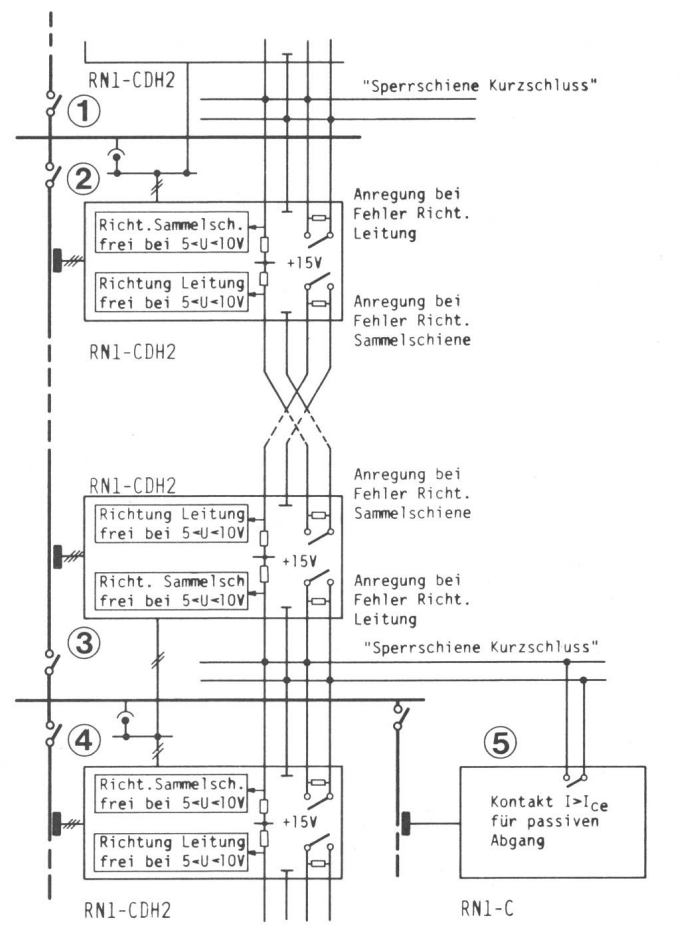 RN1-CDH2
"Sperrschiene Kurzschluss"
1
2
Anregung bei
Fehler Richt.
Leitung
Richt.Sammelsch.
frei bei 5<U<10V
+15V
Richtung Leitung
frei bei 5<U<10V
Anregung bei
Fehler Richt.
Sammelschiene
RN1-CDH2
RN1-CDH2
Anregung bei
Fehler Richt.
Sammelschiene
Richtung Leitung
frei bei 5<U<10V
+15V
Richt. Sammelsch
frei bei 5<U<10V
Anregung bei
Fehler Richt.
Leitung
3
"Sperrschiene Kurzschluss"
4
5
Richt.Sammelsch.
frei bei 5<U<10V
+15V
Richtung Leitung
frei bei 5<U<10V
Kontakt I>Ice
für passiven
Abgang
RN1-CDH2
RN1-C